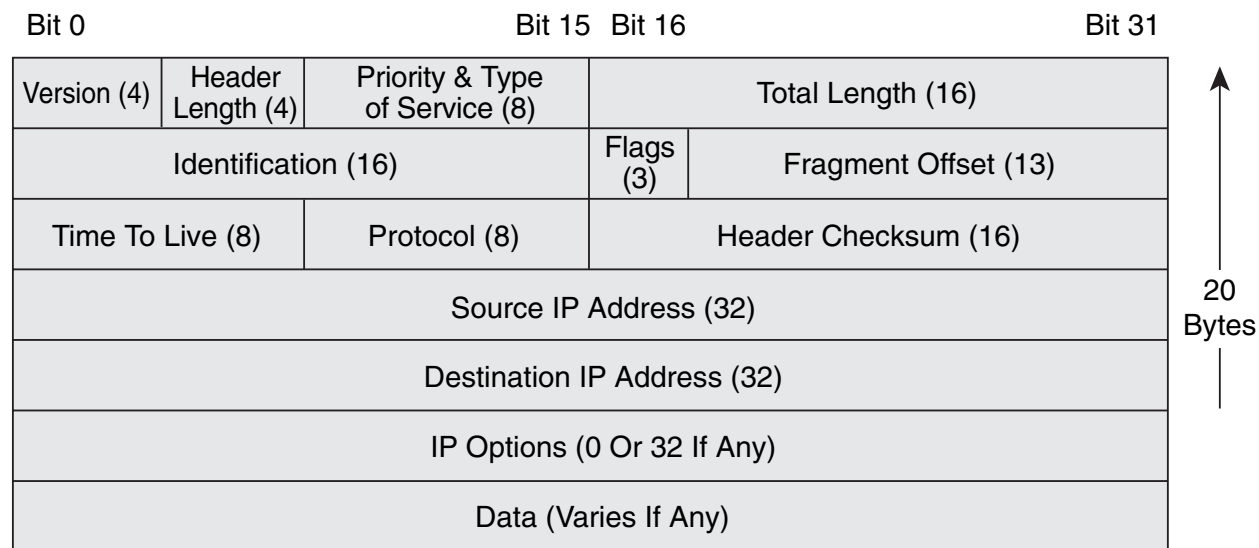 Bit 0 Bit 15 Bit 16 Bit 31
Version (4)
Header
Length (4)
Priority & Type
of Service (8)
Total Length (16)
Identification (16)
Flags
(3)
Fragment Offset (13)
Time To Live (8)
Protocol (8)
Header Checksum (16)
Source IP Address (32)
Destination IP Address (32)
IP Options (0 Or 32 If Any)
Data (Varies If Any)
20
Bytes